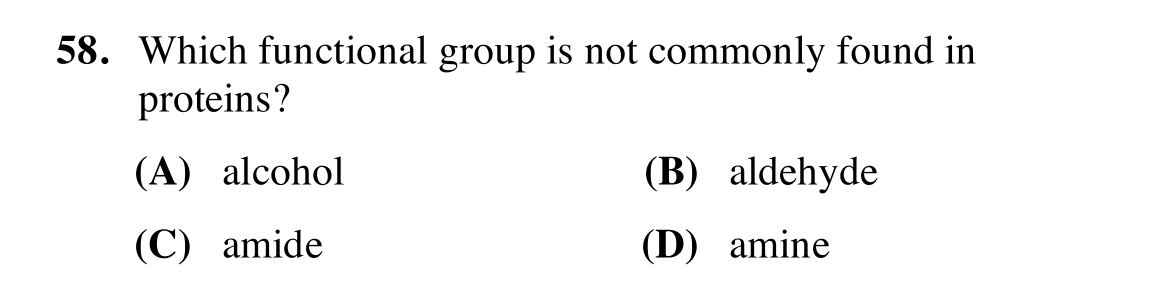 58. Which functional group is not commonly found in
proteins?
(A) alcohol (B) aldehyde
(C) amide (D) amine